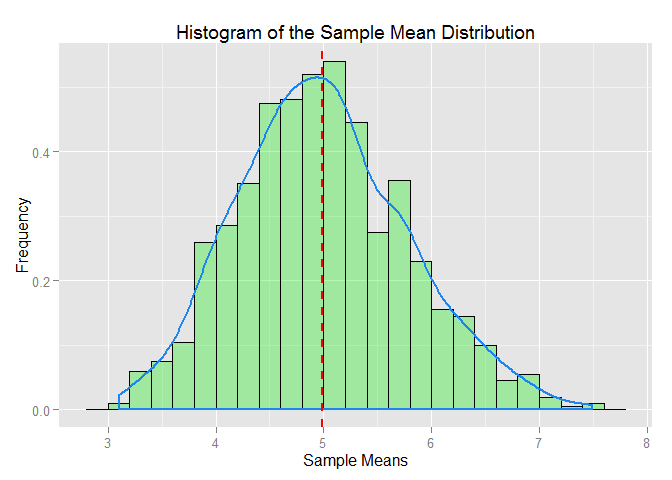 Histogram of the Sample Mean Distribution
Frequency
0.4
0.2
0.0
3 4 5 6 7 8
Sample Means